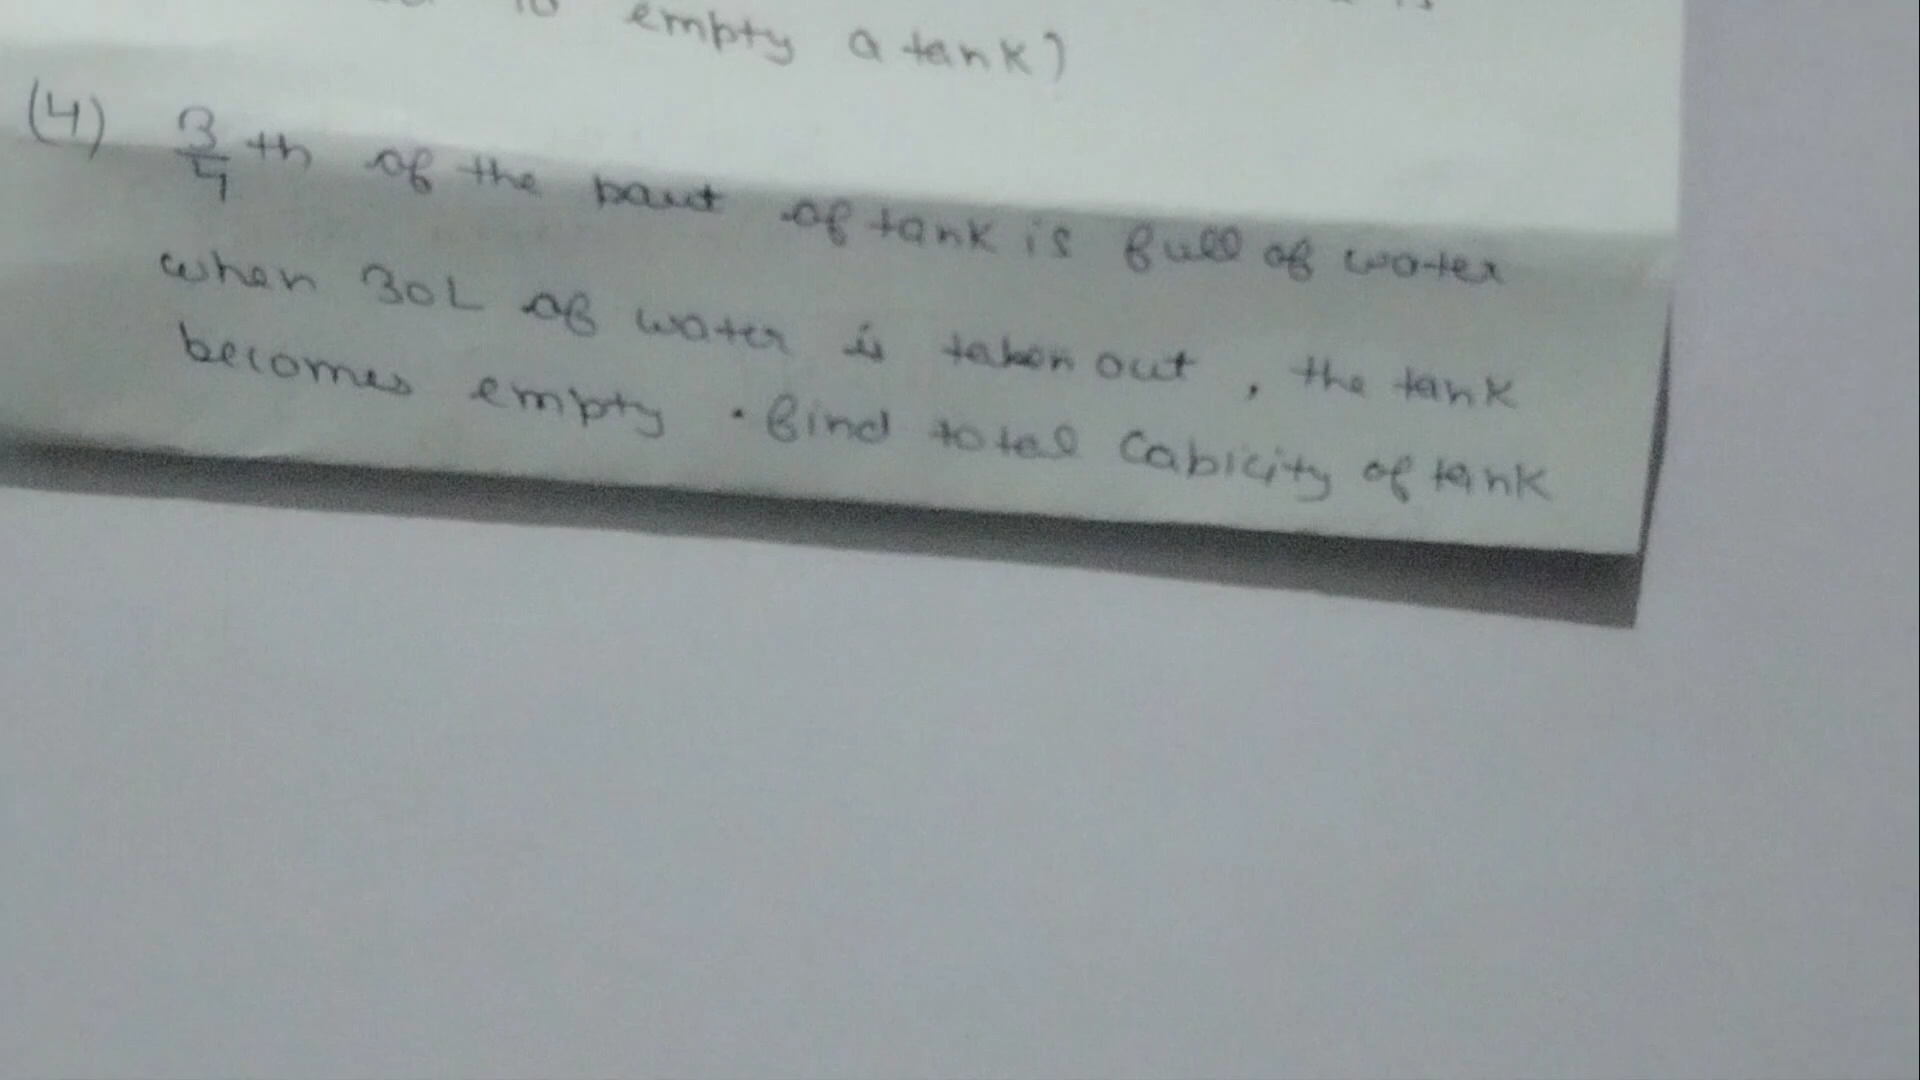 empty a tank)
(4) 3/4 th of the part of tank is full of water
when 30L of water is taken out, the tank
becomes empty. find total Cabicity of tank